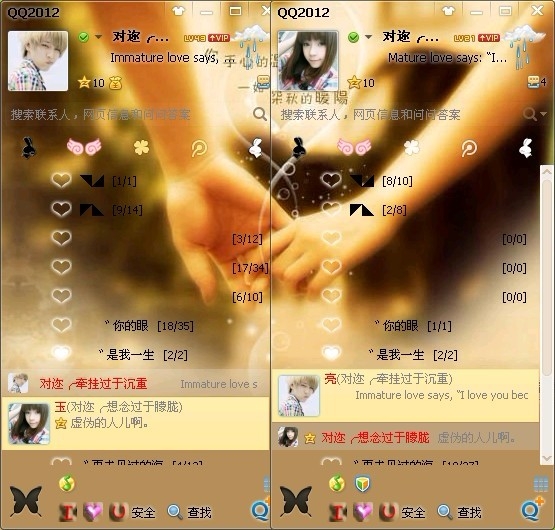 QQ2012
对迩╭…
LV43 VIP
Immature love says, “
10
搜索联系人，网页信息和问问答案
[1/1]
[9/14]
[3/12]
[17/34]
[6/10]
你的眼 [18/35]
是我一生 [2/2]
对迩╭牵挂过于沉重 Immature love s
玉(对迩╭想念过于朦胧)
虚伪的人儿啊。
安全 查找
QQ2012
对迩╭…
LV31 VIP
Mature love says: “I...
10
4
深秋的暖陽
搜索联系人，网页信息和问问答案
[8/10]
[2/8]
[0/0]
[0/0]
[0/0]
你的眼 [1/1]
是我一生 [2/2]
亮(对迩╭牵挂过于沉重)
Immature love says, “I love you bec
对迩╭想念过于朦胧 虚伪的人儿啊。
安全 查找